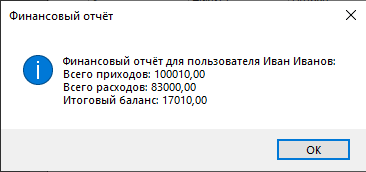 Финансовый отчёт
Финансовый отчёт для пользователя Иван Иванов:
Всего приходов: 100010,00
Всего расходов: 83000,00
Итоговый баланс: 17010,00
OK